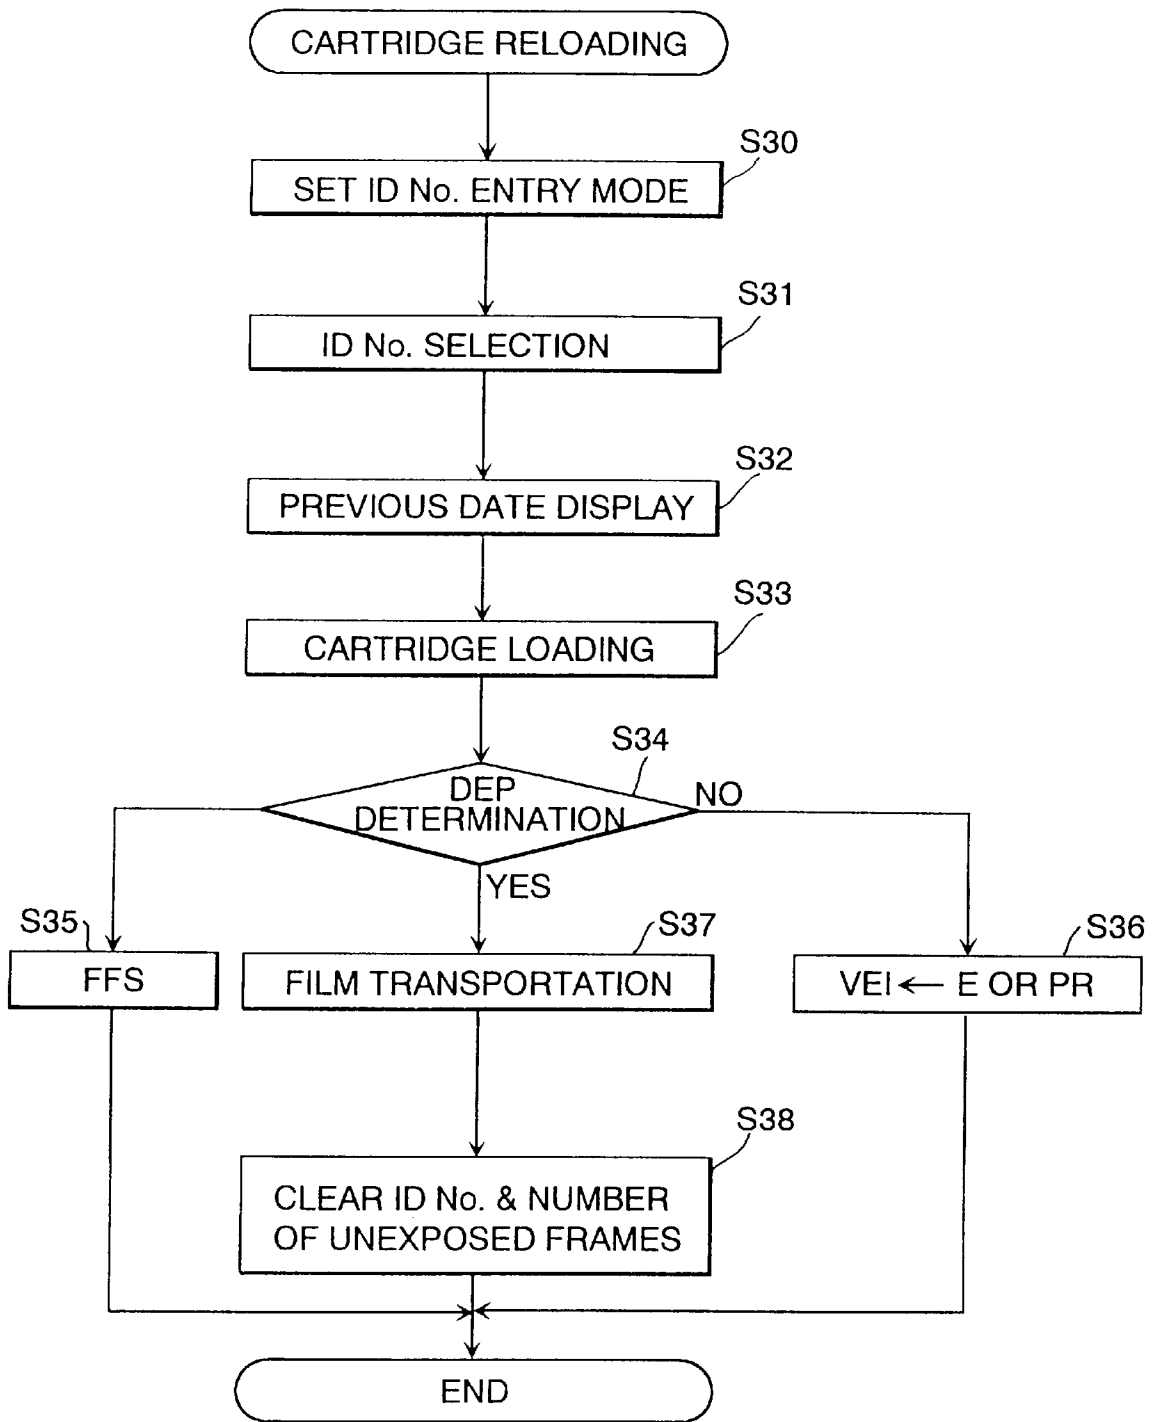 CARTRIDGE RELOADING
S30
SET ID No. ENTRY MODE
S31
ID No. SELECTION
S32
PREVIOUS DATE DISPLAY
S33
CARTRIDGE LOADING
S34
DEP
DETERMINATION
NO
YES
S35
FFS
S37
FILM TRANSPORTATION
S36
VEI ← E OR PR
S38
CLEAR ID No. & NUMBER
OF UNEXPOSED FRAMES
END